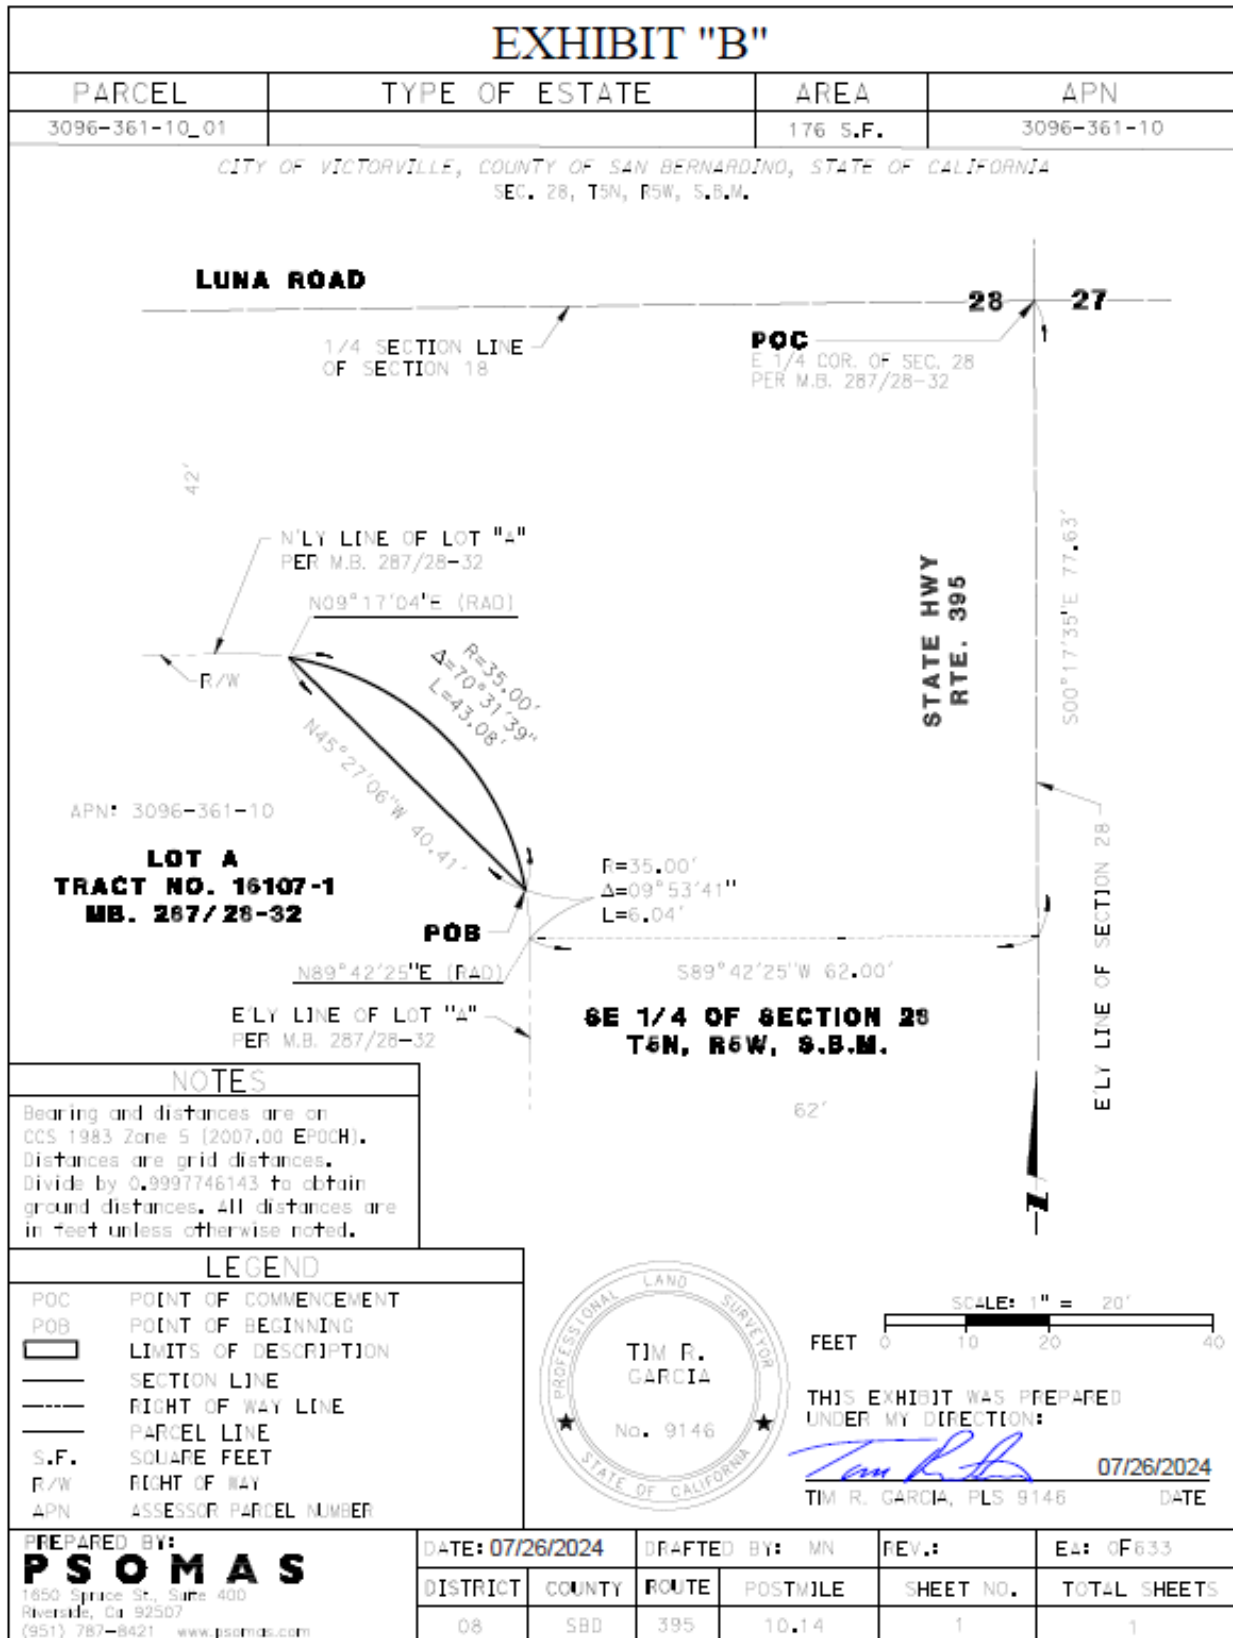 EXHIBIT "B"
PARCEL TYPE OF ESTATE AREA APN
3096-361-10_01 176 S.F. 3096-361-10
CITY OF VICTORVILLE, COUNTY OF SAN BERNARDINO, STATE OF CALIFORNIA
SEC. 28, T5N, R5W, S.B.M.
LUNA ROAD
28 27
1/4 SECTION LINE
OF SECTION 18
POC
E 1/4 COR. OF SEC. 28
PER M.B. 287/28-32
42'
N'LY LINE OF LOT "A"
PER M.B. 287/28-32
N09°17'04"E (RAD)
R/W
R=35.00'
Δ=70°31'39"
L=43.08'
N45°27'06"W 40.41'
STATE HWY
RTE. 395
S00°17'35"E 77.63'
APN: 3096-361-10
LOT A
TRACT NO. 16107-1
MB. 287/28-32
POB
R=35.00'
Δ=09°53'41"
L=6.04'
N89°42'25"E (RAD)
S89°42'25"W 62.00'
E'LY LINE OF LOT "A"
PER M.B. 287/28-32
SE 1/4 OF SECTION 28
T5N, R5W, S.B.M.
62'
E'LY LINE OF SECTION 28
Z
NOTES
Bearing and distances are on
CCS 1983 Zone 5 (2007.00 EPOCH).
Distances are grid distances.
Divide by 0.9997746143 to obtain
ground distances. All distances are
in feet unless otherwise noted.
LEGEND
POC POINT OF COMMENCEMENT
POB POINT OF BEGINNING
LIMITS OF DESCRIPTION
SECTION LINE
RIGHT OF WAY LINE
PARCEL LINE
S.F. SQUARE FEET
R/W RIGHT OF WAY
APN ASSESSOR PARCEL NUMBER
PROFESSIONAL LAND SURVEYOR
TIM R.
GARCIA
No. 9146
STATE OF CALIFORNIA
SCALE: 1" = 20'
FEET 0 10 20 40
THIS EXHIBIT WAS PREPARED
UNDER MY DIRECTION:
07/26/2024
TIM R. GARCIA, PLS 9146 DATE
PREPARED BY:
PSOMAS
1650 Spruce St., Suite 400
Riverside, Ca 92507
(951) 787-8421 www.psomas.com
DATE: 07/26/2024 DRAFTED BY: MN REV.: EA: 0F633
DISTRICT COUNTY ROUTE POSTMILE SHEET NO. TOTAL SHEETS
08 SBD 395 10.14 1 1